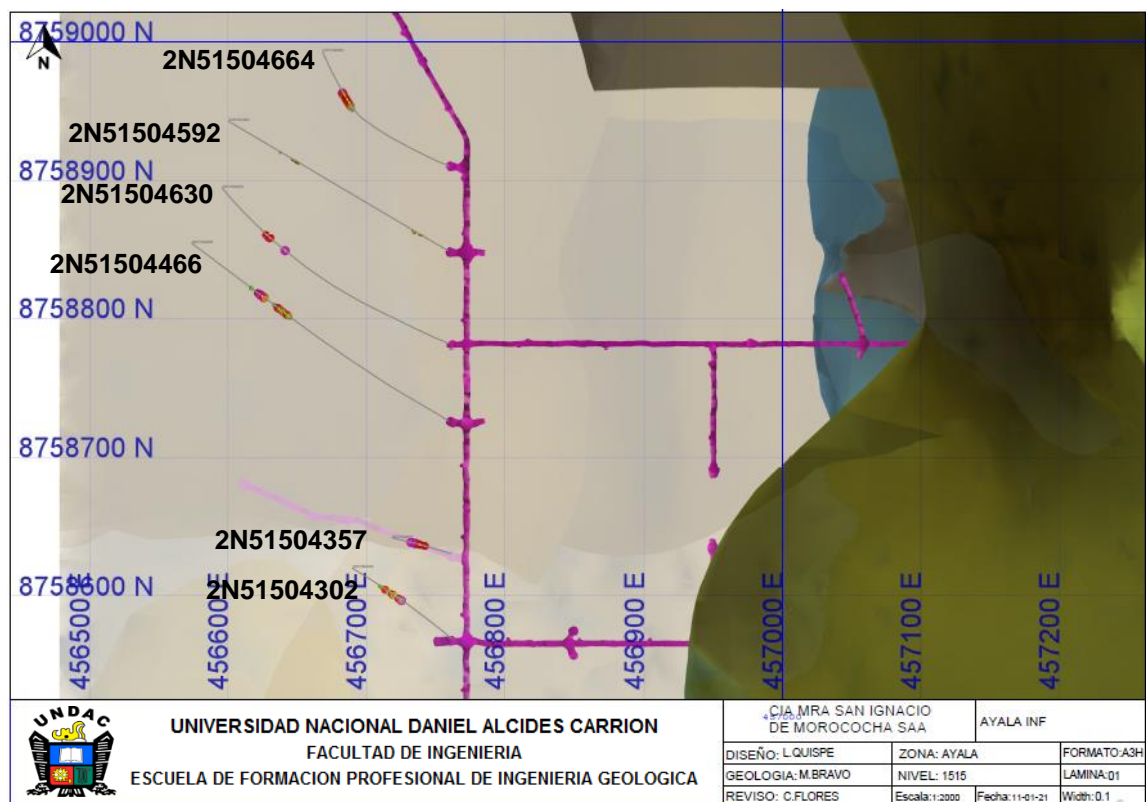 8759000 N
N
2N51504664
2N51504592
8758900 N
2N51504630
2N51504466
8758800 N
8758700 N
2N51504357
8758600 N
2N51504302
456500 E
456600 E
456700 E
456800 E
456900 E
457000 E
457100 E
457200 E
UNDAC
UNIVERSIDAD NACIONAL DANIEL ALCIDES CARRION
FACULTAD DE INGENIERIA
ESCUELA DE FORMACION PROFESIONAL DE INGENIERIA GEOLOGICA
CIA MRA SAN IGNACIO
DE MOROCOCHA SAA
AYALA INF
DISEÑO: L.QUISPE
ZONA: AYALA
FORMATO:A3H
GEOLOGIA: M.BRAVO
NIVEL: 1515
LAMINA:01
REVISO: C.FLORES
Escala:1:2000
Fecha:11-01-21
Width:0.1